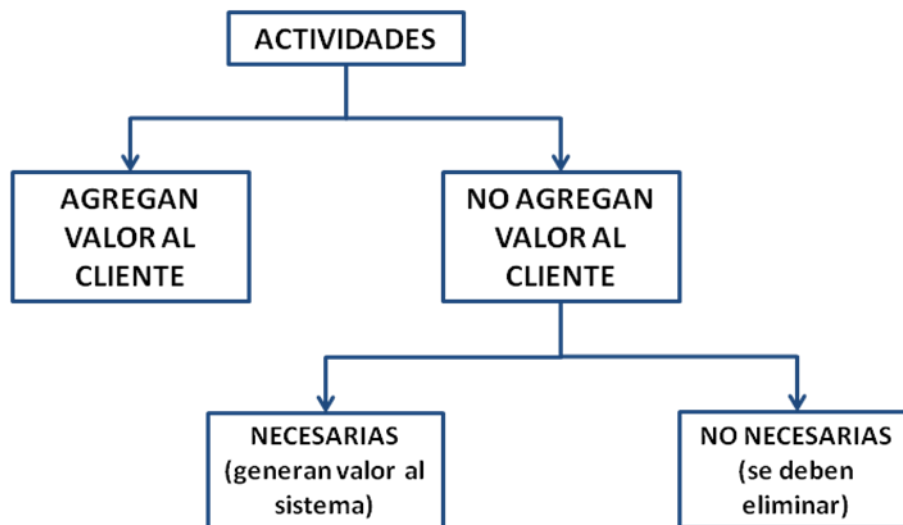 ACTIVIDADES
AGREGAN
VALOR AL
CLIENTE
NO AGREGAN
VALOR AL
CLIENTE
NECESARIAS
(generan valor al
sistema)
NO NECESARIAS
(se deben
eliminar)